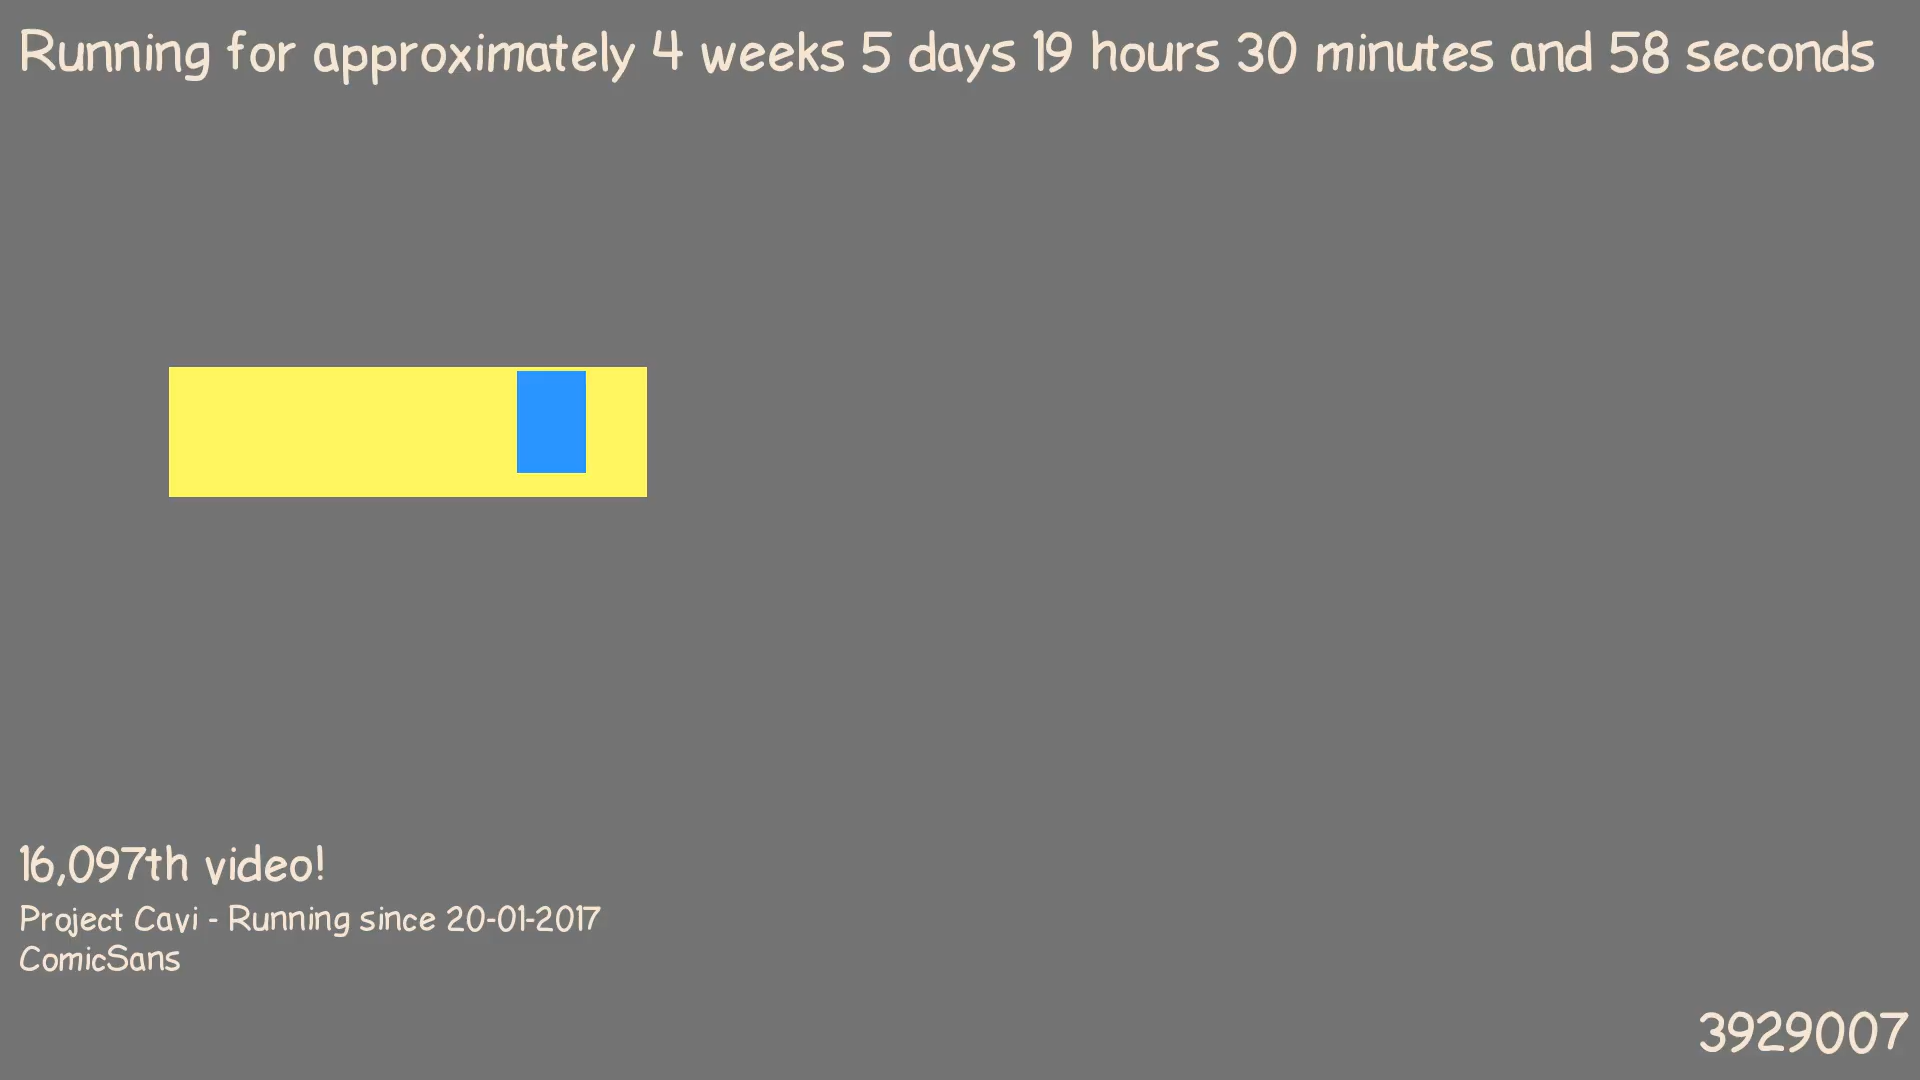 Running for approximately 4 weeks 5 days 19 hours 30 minutes and 58 seconds
16,097th video!
Project Cavi - Running since 20-01-2017
ComicSans
3929007